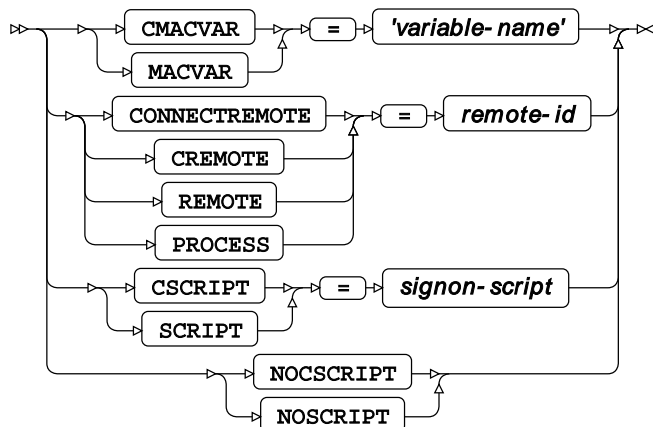 CMACVAR = 'variable-name'
MACVAR
CONNECTREMOTE = remote-id
CREMOTE
REMOTE
PROCESS
CSCRIPT = signon-script
SCRIPT
NOCSCRIPT
NOSCRIPT